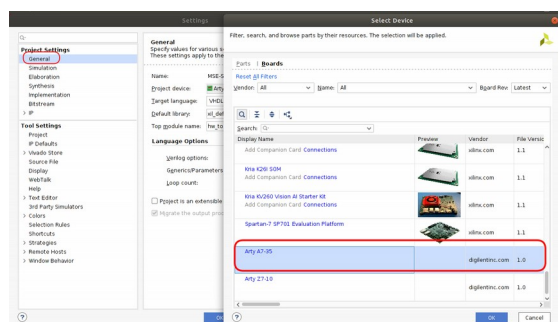 Settings
Select Device
Project Settings
General
Simulation
Elaboration
Synthesis
Implementation
Bitstream
> IP
Tool Settings
Project
IP Defaults
> Vivado Store
Source File
Display
WebTalk
Help
> Text Editor
3rd Party Simulators
> Colors
Selection Rules
Shortcuts
> Strategies
> Remote Hosts
> Window Behavior
General
Specify values for various s
These settings apply to the
Name: MSE-S
Project device: Arty
Target language: VHDL
Default library: xil_def
Top module name: hw_to
Language Options
Verilog options:
Generics/Parameters
Loop count:
Project is an extensible
Migrate the output pro
OK
Filter, search, and browse parts by their resources. The selection will be applied.
Parts | Boards
Reset All Filters
Vendor: All Name: All Board Rev: Latest
Search:
Display Name Preview Vendor File Versio
Add Companion Card Connections xilinx.com 1.1
Kria K26I SOM
Add Companion Card Connections xilinx.com 1.1
Kria KV260 Vision AI Starter Kit
Add Companion Card Connections xilinx.com 1.1
Spartan-7 SP701 Evaluation Platform
xilinx.com 1.1
Arty A7-35
digilentinc.com 1.0
Arty Z7-10
digilentinc.com 1.0
OK Cancel